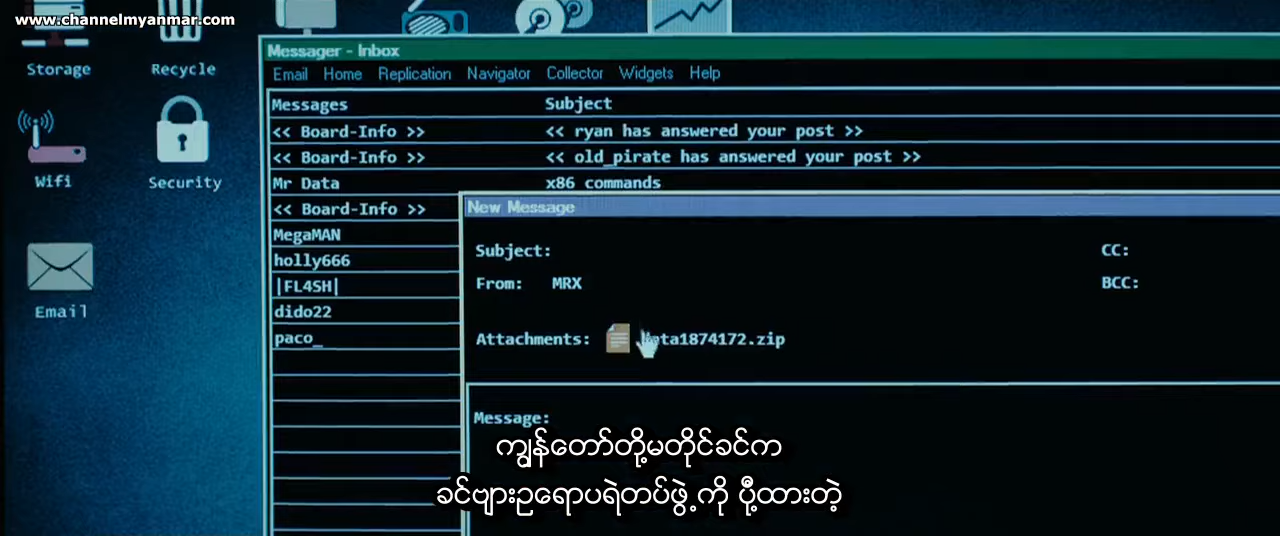 www.channelmyanmar.com
Storage
Recycle
Wifi
Security
Email
Messager - Inbox
Email Home Replication Navigator Collector Widgets Help
Messages Subject
<< Board-Info >> << ryan has answered your post >>
<< Board-Info >> << old_pirate has answered your post >>
Mr Data x86 commands
<< Board-Info >>
MegaMAN
holly666
|FL4SH|
dido22
paco_
New Message
Subject: CC:
From: MRX BCC:
Attachments: data1874172.zip
Message:
ကျွန်တော်တို့မတိုင်ခင်က
ခင်ဗျားဥရောပရဲတပ်ဖွဲ့ကို ပို့ထားတဲ့